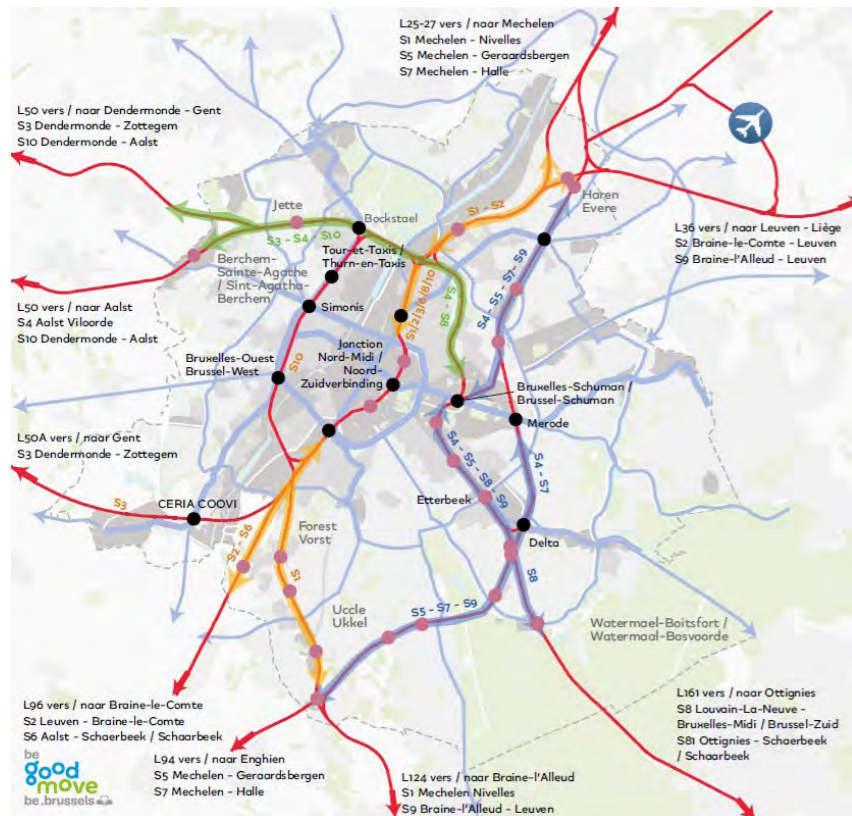 L25-27 vers / naar Mechelen
S1 Mechelen - Nivelles
S5 Mechelen - Geraardsbergen
S7 Mechelen - Halle
L50 vers / naar Dendermonde - Gent
S3 Dendermonde - Zottegem
S10 Dendermonde - Aalst
Jette
Bockstael
S1 - S2
Haren
Evere
S3 - S4 - S10
Tour-et-Taxis /
Thurn-en-Taxis
Berchem-
Sainte-Agathe
/ Sint-Agatha-
Berchem
L36 vers / naar Leuven - Liège
S2 Braine-le-Comte - Leuven
S9 Braine-l'Alleud - Leuven
S4 - S5 - S7 - S9
S4 - S8
S1/2/3/6/8/10
Simonis
L50 vers / naar Aalst
S4 Aalst Viloorde
S10 Dendermonde - Aalst
Jonction
Nord-Midi /
Noord-
Zuidverbinding
S10
Bruxelles-Ouest
Brussel-West
Bruxelles-Schuman /
Brussel-Schuman
Merode
L50A vers / naar Gent
S3 Dendermonde - Zottegem
S4 - S5 - S8 - S9
S4 - S7
S3
CERIA COOVI
Etterbeek
Delta
S2 - S6
Forest
Vorst
S1
S8
Uccle
Ukkel
S5 - S7 - S9
Watermael-Boitsfort /
Watermaal-Bosvoorde
L96 vers / naar Braine-le-Comte
S2 Leuven - Braine-le-Comte
S6 Aalst - Schaerbeek / Schaarbeek
L161 vers / naar Ottignies
S8 Louvain-La-Neuve -
Bruxelles-Midi / Brussel-Zuid
S81 Ottignies - Schaerbeek
/ Schaarbeek
L94 vers / naar Enghien
S5 Mechelen - Geraardsbergen
S7 Mechelen - Halle
L124 vers / naar Braine-l'Alleud
S1 Mechelen Nivelles
S9 Braine-l'Alleud - Leuven
be
good
move
be.brussels